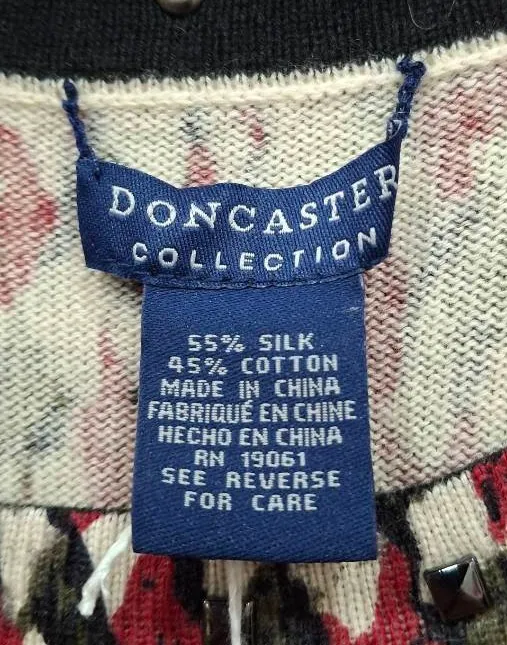 DONCASTER
COLLECTION
55% SILK
45% COTTON
MADE IN CHINA
FABRIQUÉ EN CHINE
HECHO EN CHINA
RN 19061
SEE REVERSE
FOR CARE